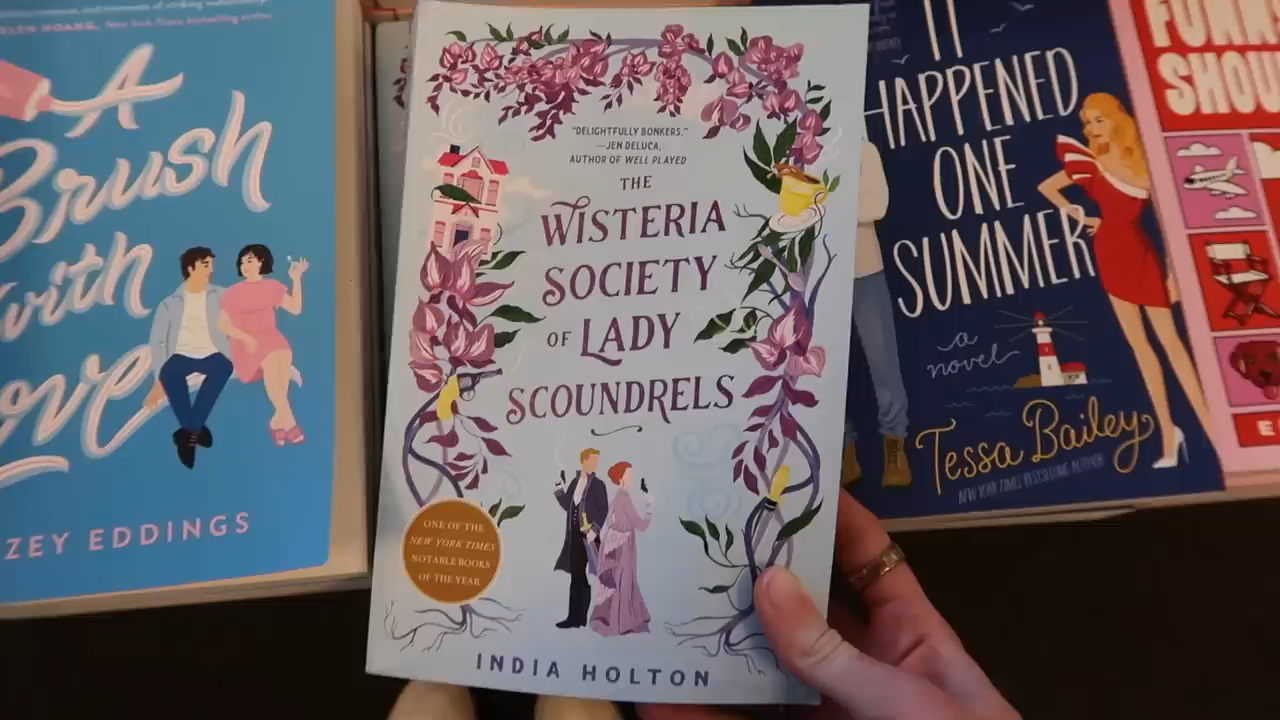 HELEN HOANG, New York Times bestselling author
A
Brush
with
Love
ZEY EDDINGS
"DELIGHTFULLY BONKERS."
—JEN DELUCA,
AUTHOR OF WELL PLAYED
THE
WISTERIA
SOCIETY
OF LADY
SCOUNDRELS
ONE OF THE
NEW YORK TIMES
NOTABLE BOOKS
OF THE YEAR
INDIA HOLTON
IT
HAPPENED
ONE
SUMMER
a
novel
Tessa Bailey
NEW YORK TIMES BESTSELLING AUTHOR
SHOU
E